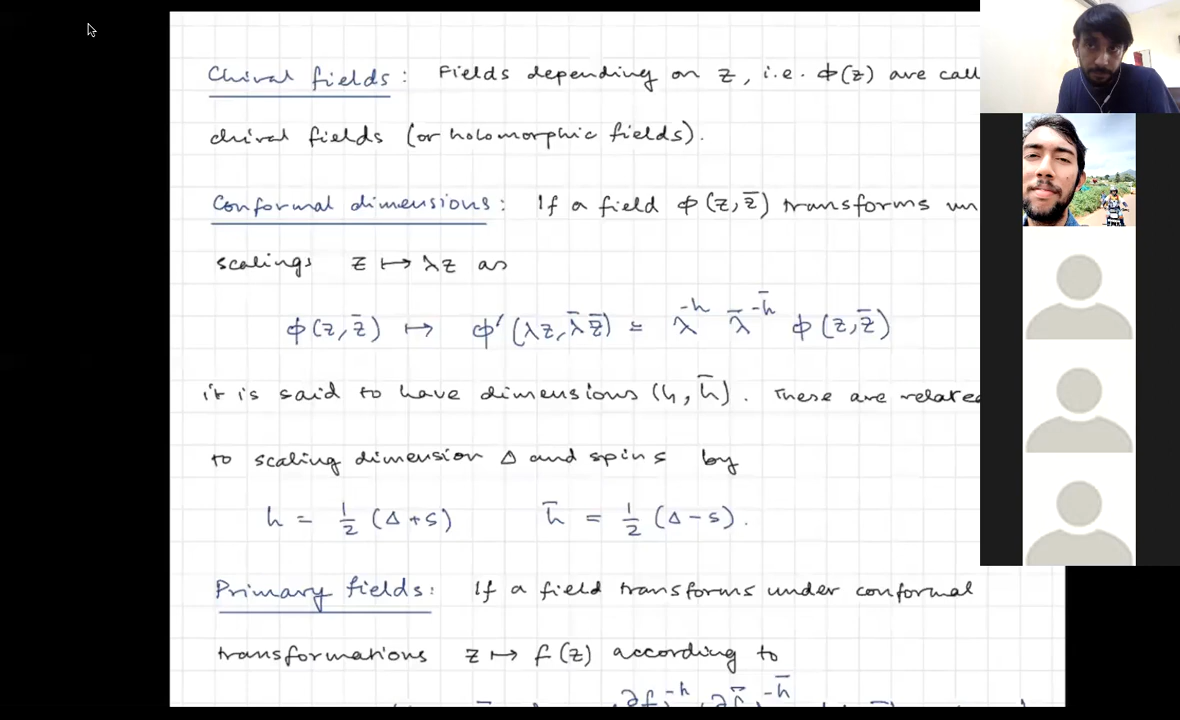 Chiral fields: Fields depending on z, i.e. ϕ(z) are call
chiral fields (or holomorphic fields).
Conformal dimensions: If a field ϕ(z, z̄) transforms un
scalings z ↦ λz as
ϕ(z, z̄) ↦ ϕ'(λz, λ̄z̄) = λ^{-h} λ̄^{-h̄} ϕ(z, z̄)
it is said to have dimensions (h, h̄). These are related
to scaling dimension Δ and spin s by
h = 1/2 (Δ+s) h̄ = 1/2 (Δ-s).
Primary fields: If a field transforms under conformal
transformations z ↦ f(z) according to